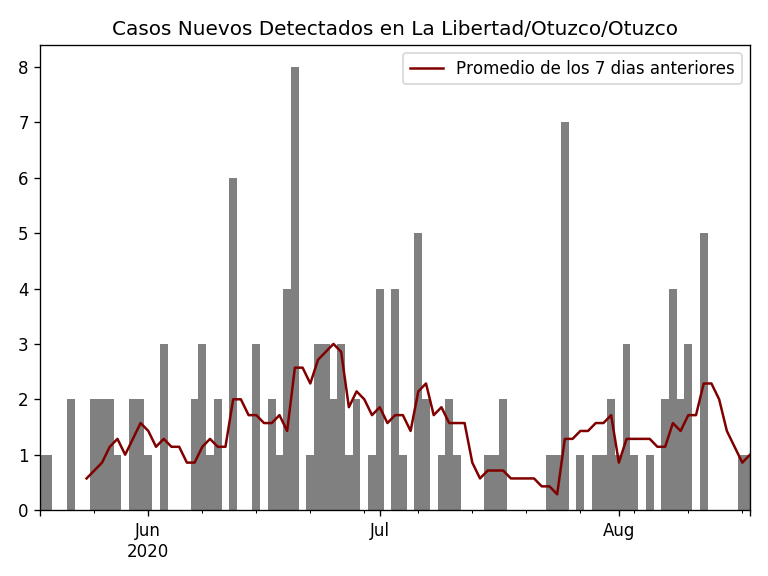 Casos Nuevos Detectados en La Libertad/Otuzco/Otuzco
Promedio de los 7 dias anteriores
8
7
6
5
4
3
2
1
0
Jun
2020
Jul
Aug